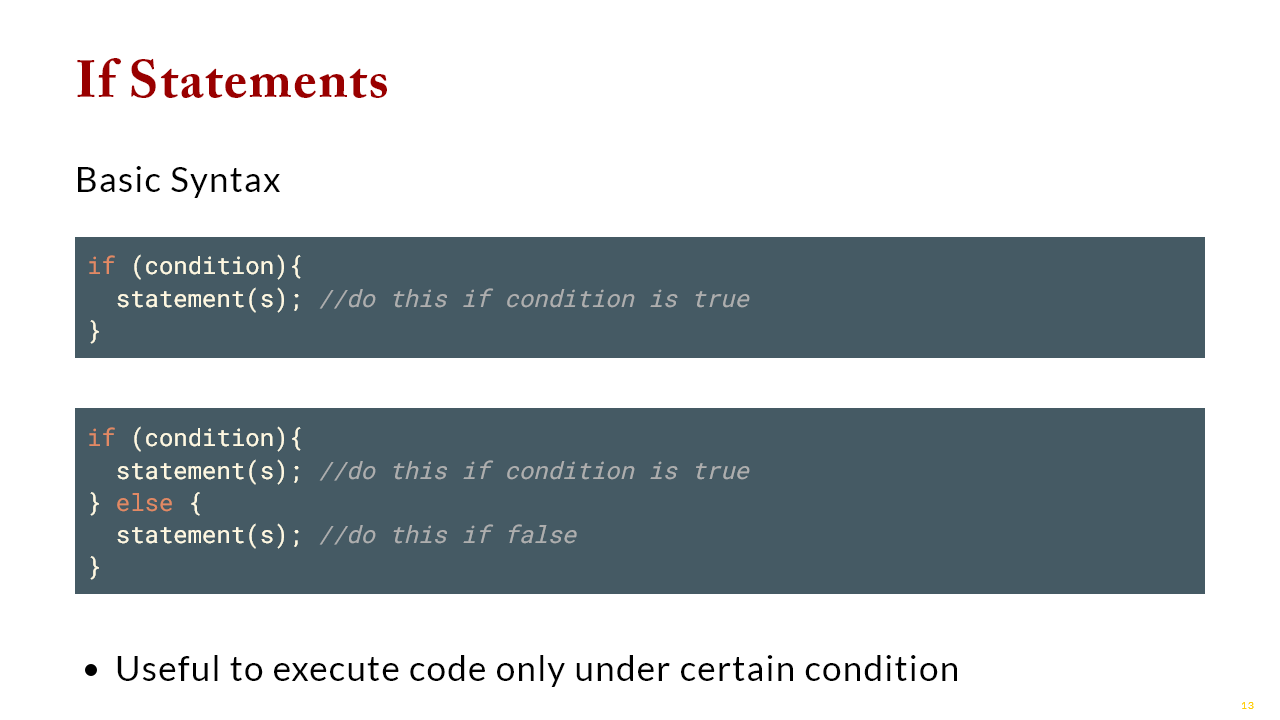 If Statements
Basic Syntax
if (condition){
  statement(s); //do this if condition is true
}
if (condition){
  statement(s); //do this if condition is true
} else {
  statement(s); //do this if false
}
• Useful to execute code only under certain condition
13